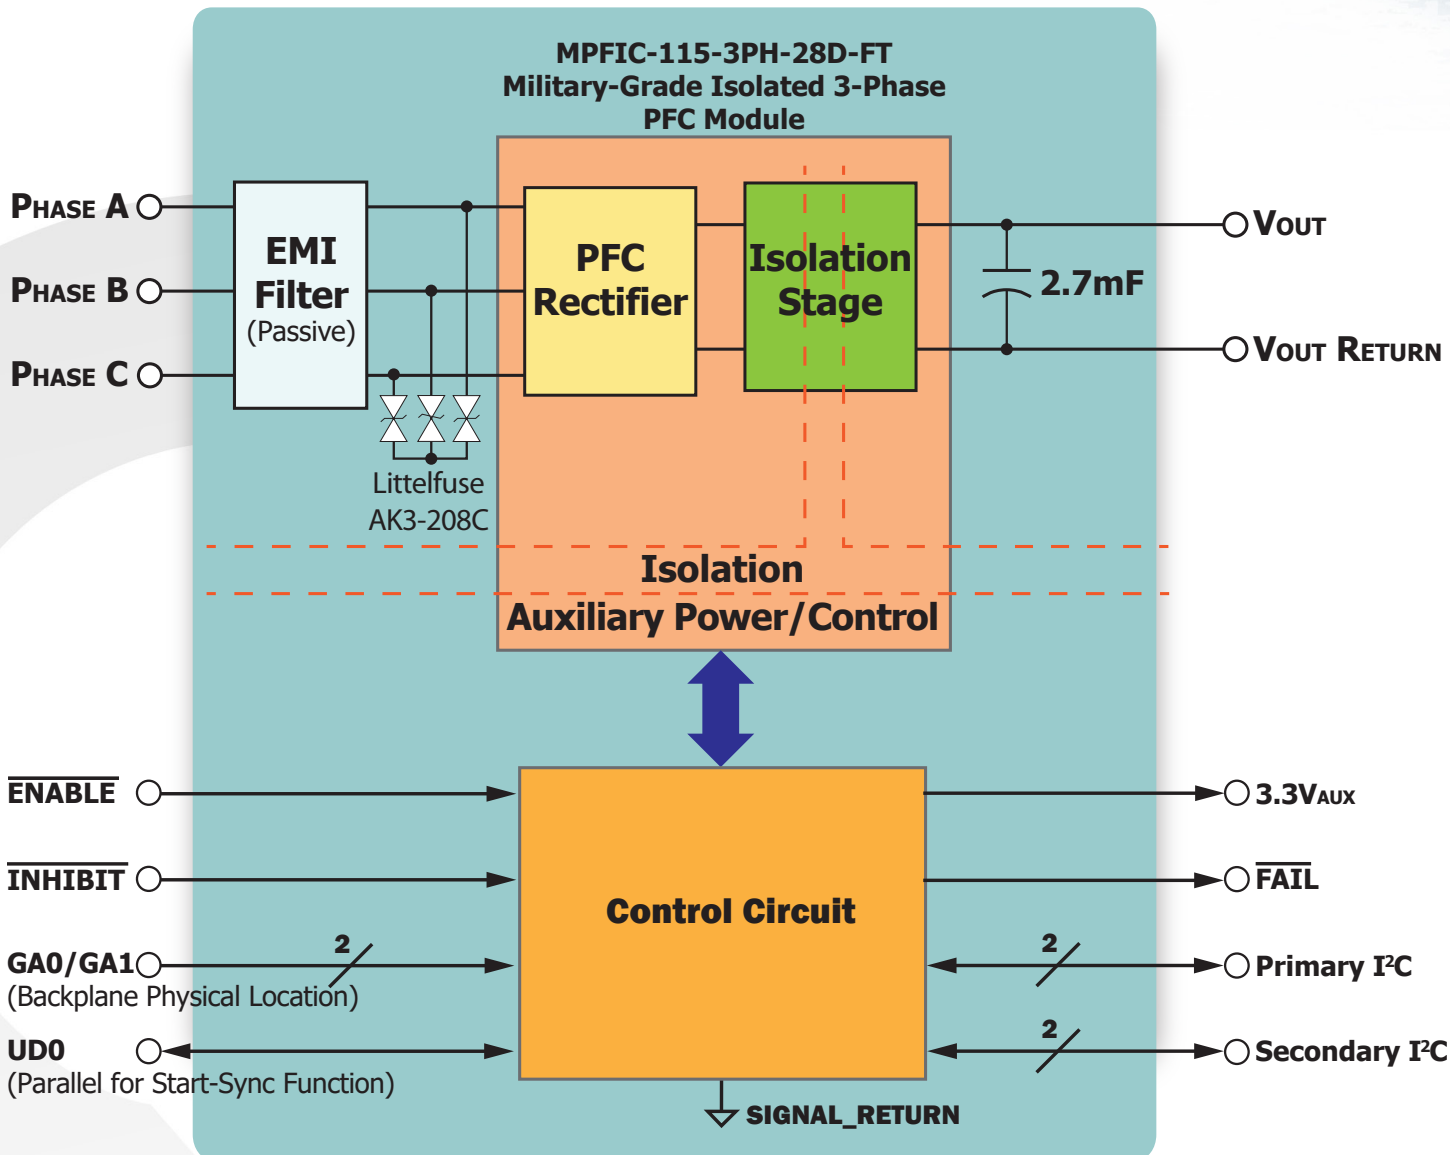 MPFIC-115-3PH-28D-FT
Military-Grade Isolated 3-Phase
PFC Module
PHASE A
PHASE B
PHASE C
EMI
Filter
(Passive)
PFC
Rectifier
Isolation
Stage
2.7mF
VOUT
VOUT RETURN
Littelfuse
AK3-208C
Isolation
Auxiliary Power/Control
ENABLE
INHIBIT
GA0/GA1
2
(Backplane Physical Location)
UD0
(Parallel for Start-Sync Function)
Control Circuit
3.3VAUX
FAIL
2
Primary I²C
2
Secondary I²C
SIGNAL_RETURN